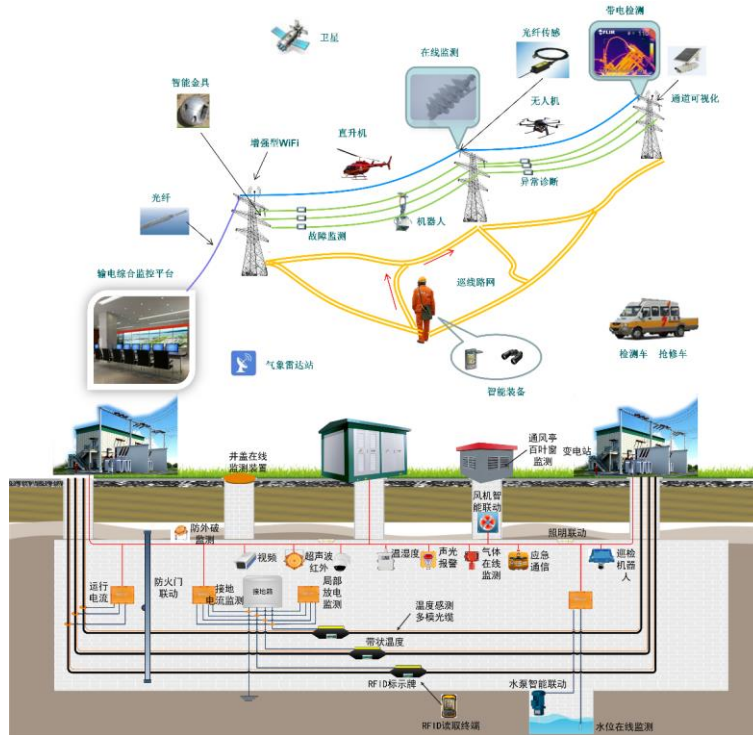 卫星
光纤传感
带电检测
在线监测
智能金具
无人机
通道可视化
增强型WiFi
直升机
异常诊断
光纤
故障监测
机器人
输电综合监控平台
巡线路网
气象雷达站
智能装备
检测车 抢修车
井盖在线
监测装置
通风亭
百叶窗
监测
变电站
风机智
能联动
防外破
监测
照明联动
视频
超声波
红外
温湿度
声光
报警
气体
在线
监测
应急
通信
巡检
机器
人
运行
电流
防火门
联动
接地
电流监测
接地箱
局部
放电
监测
温度感测
多模光缆
带状温度
RFID标示牌
RFID读取终端
水泵智能联动
水位在线监测